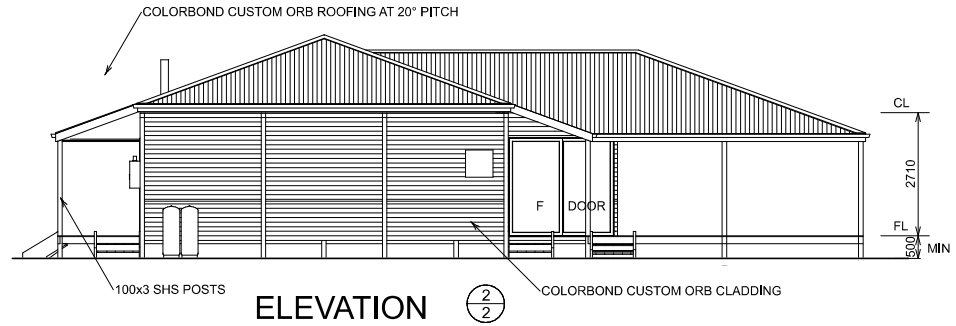 COLORBOND CUSTOM ORB ROOFING AT 20° PITCH
CL
2710
F DOOR
FL
500 MIN
100x3 SHS POSTS
COLORBOND CUSTOM ORB CLADDING
ELEVATION 2
2